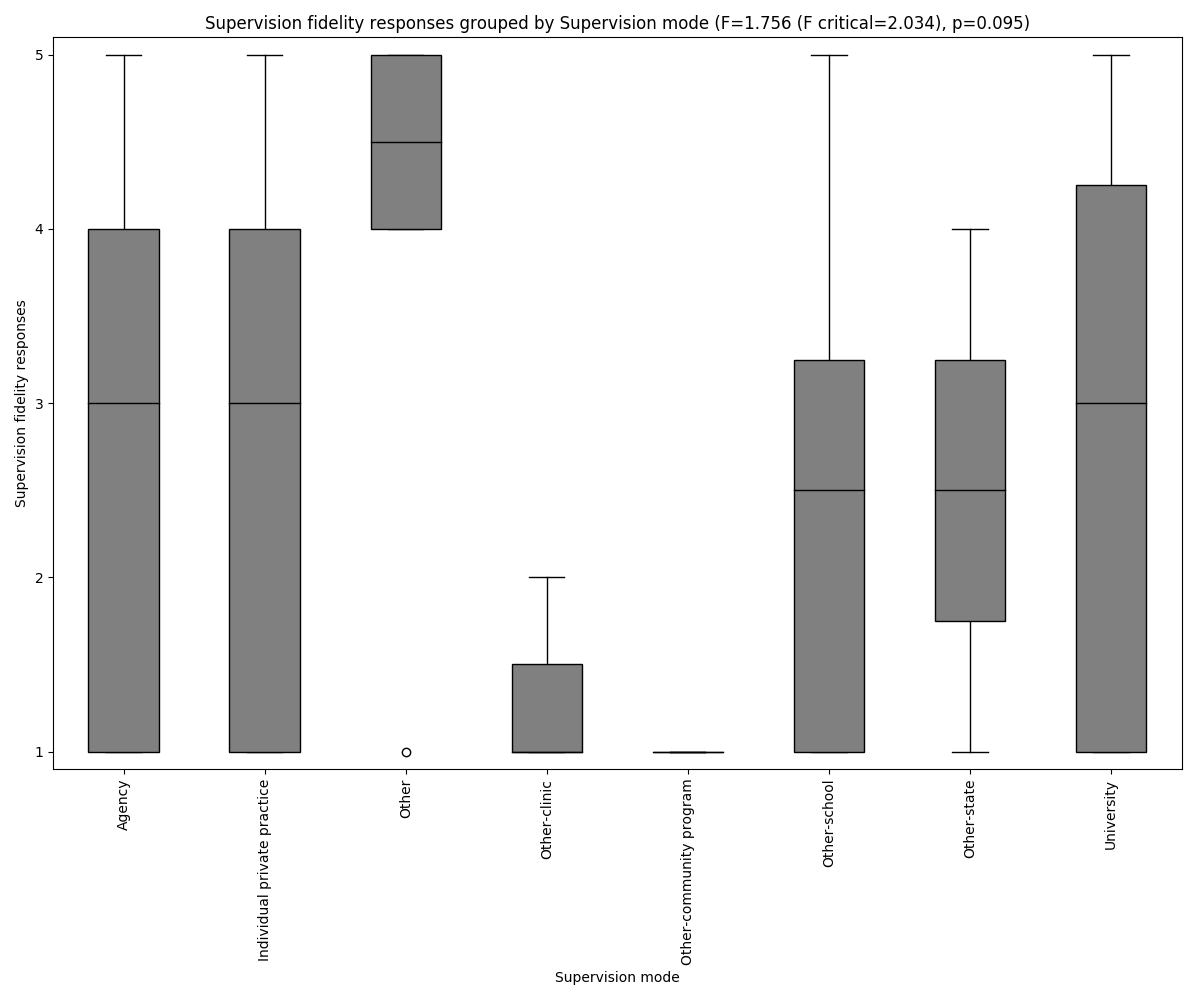 Supervision fidelity responses grouped by Supervision mode (F=1.756 (F critical=2.034), p=0.095)
Supervision fidelity responses
5
4
3
2
1
Agency
Individual private practice
Other
Other-clinic
Other-community program
Other-school
Other-state
University
Supervision mode